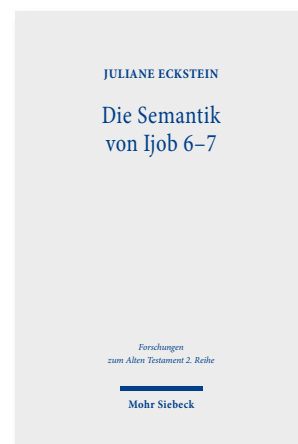 JULIANE ECKSTEIN
Die Semantik
von Ijob 6–7
Forschungen
zum Alten Testament 2. Reihe
Mohr Siebeck